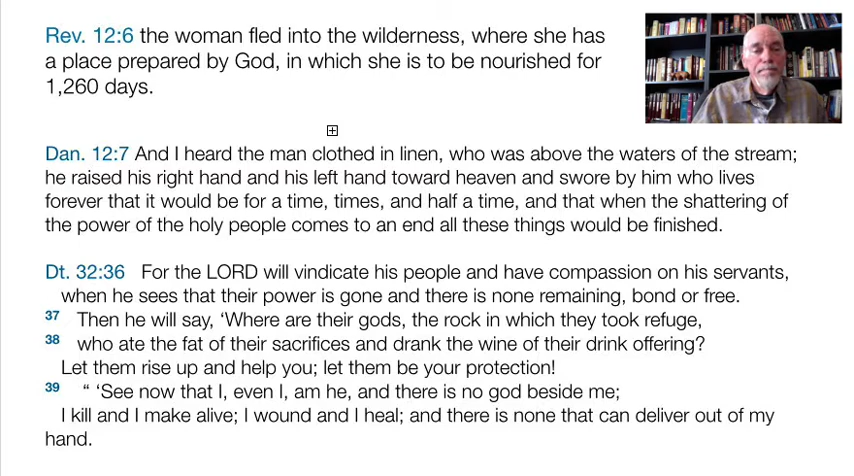 Rev. 12:6 the woman fled into the wilderness, where she has
a place prepared by God, in which she is to be nourished for
1,260 days.
Dan. 12:7 And I heard the man clothed in linen, who was above the waters of the stream;
he raised his right hand and his left hand toward heaven and swore by him who lives
forever that it would be for a time, times, and half a time, and that when the shattering of
the power of the holy people comes to an end all these things would be finished.
Dt. 32:36 For the LORD will vindicate his people and have compassion on his servants,
when he sees that their power is gone and there is none remaining, bond or free.
37 Then he will say, ‘Where are their gods, the rock in which they took refuge,
38 who ate the fat of their sacrifices and drank the wine of their drink offering?
Let them rise up and help you; let them be your protection!
39 “ ‘See now that I, even I, am he, and there is no god beside me;
I kill and I make alive; I wound and I heal; and there is none that can deliver out of my
hand.